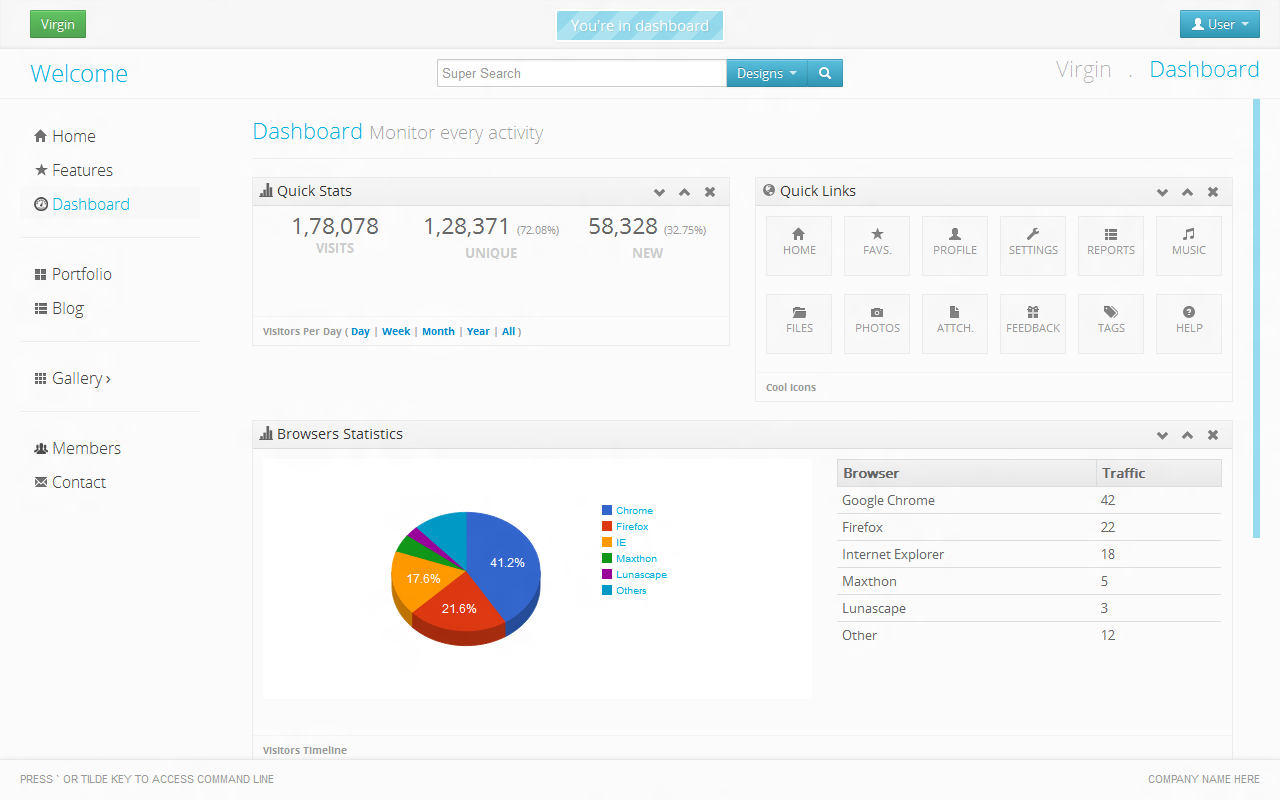 Virgin
You're in dashboard
User
Welcome
Super Search
Designs
Virgin . Dashboard
Home
Features
Dashboard
Portfolio
Blog
Gallery ›
Members
Contact
Dashboard Monitor every activity
Quick Stats
1,78,078
VISITS
1,28,371 (72.08%)
UNIQUE
58,328 (32.75%)
NEW
Visitors Per Day ( Day | Week | Month | Year | All )
Quick Links
HOME
FAVS.
PROFILE
SETTINGS
REPORTS
MUSIC
FILES
PHOTOS
ATTCH.
FEEDBACK
TAGS
HELP
Cool Icons
Browsers Statistics
41.2%
17.6%
21.6%
Chrome
Firefox
IE
Maxthon
Lunascape
Others
Browser Traffic
Google Chrome 42
Firefox 22
Internet Explorer 18
Maxthon 5
Lunascape 3
Other 12
Visitors Timeline
PRESS ` OR TILDE KEY TO ACCESS COMMAND LINE
COMPANY NAME HERE